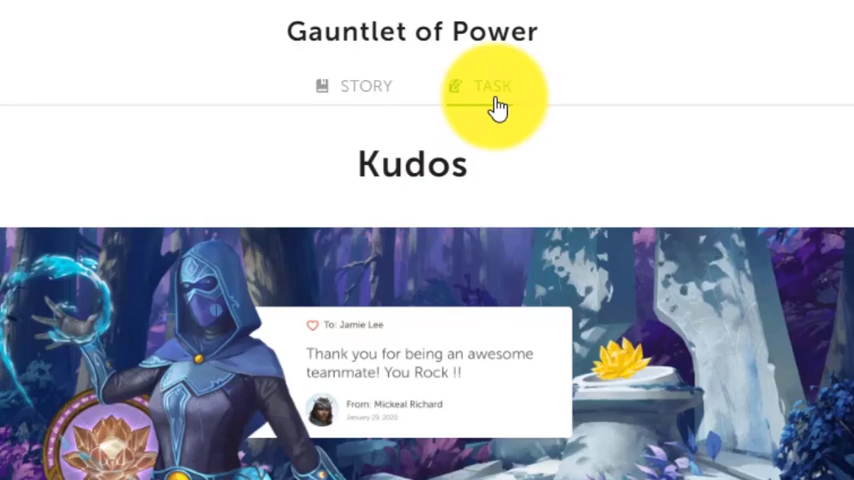 Gauntlet of Power
STORY
TASK
Kudos
To: Jamie Lee
Thank you for being an awesome
teammate! You Rock !!
From: Mickeal Richard